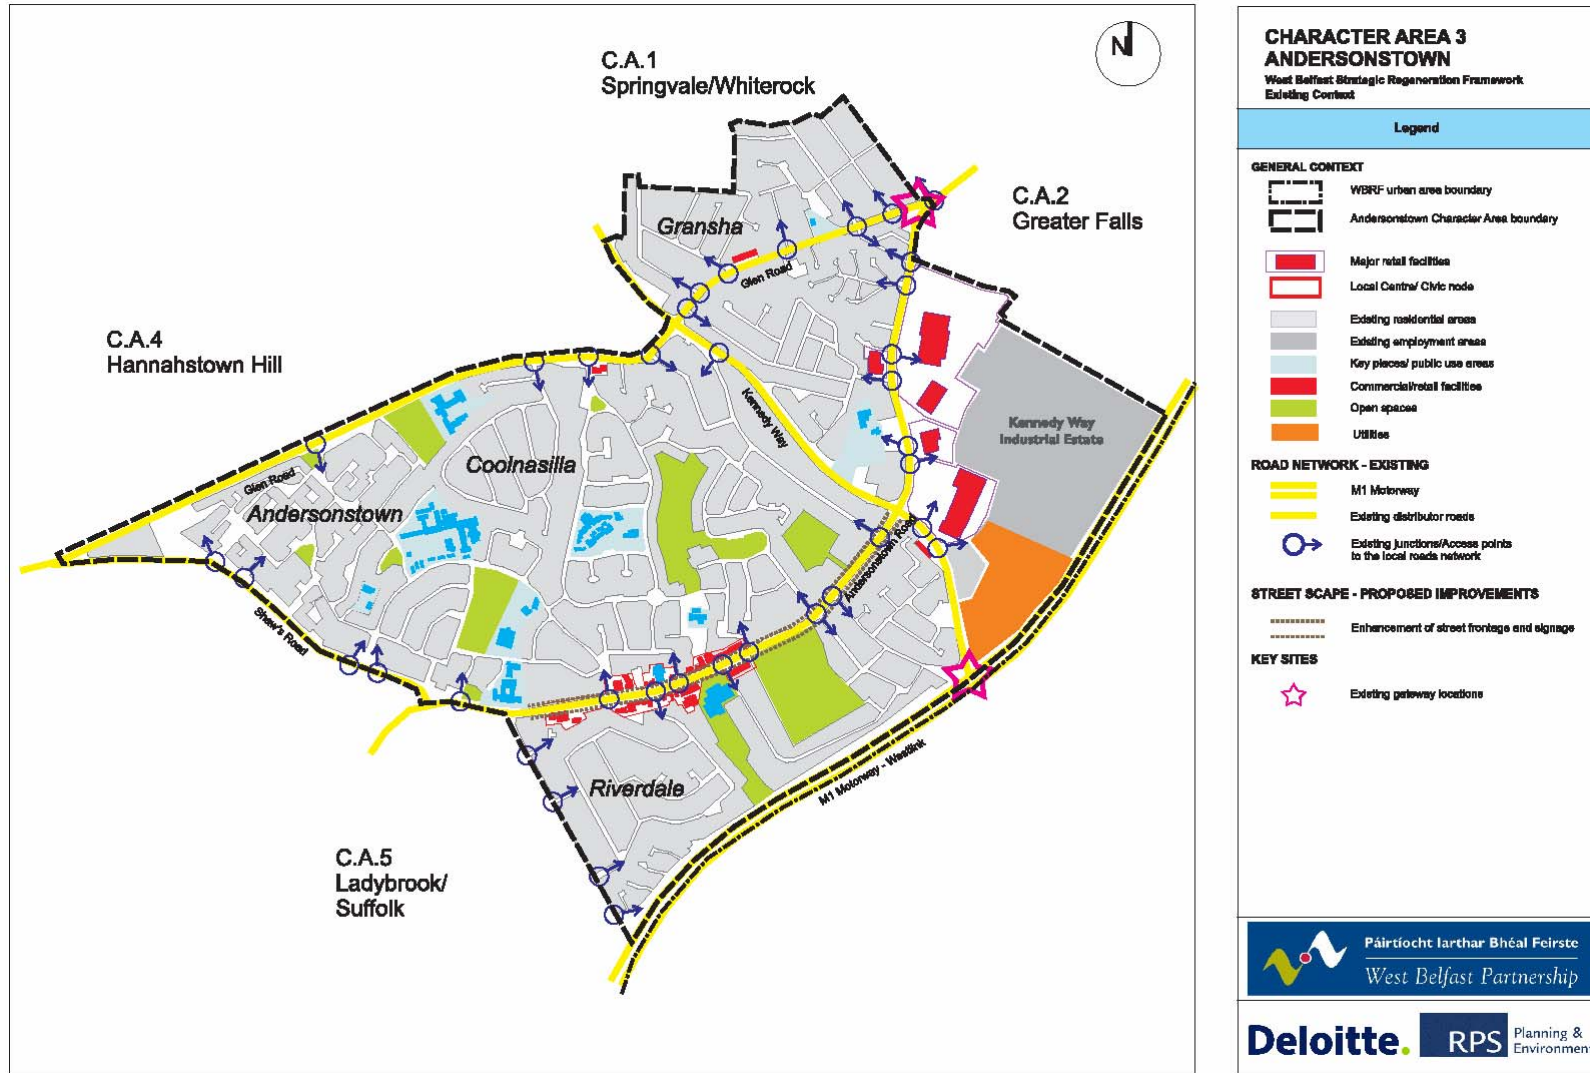 C.A.1
Springvale/Whiterock
N
C.A.2
Greater Falls
Gransha
Glen Road
C.A.4
Hannahstown Hill
Kennedy Way
Kennedy Way
Industrial Estate
Coolnasilla
Glen Road
Andersonstown
Andersonstown Road
Shaw's Road
Riverdale
M1 Motorway - Westlink
C.A.5
Ladybrook/
Suffolk
CHARACTER AREA 3
ANDERSONSTOWN
West Belfast Strategic Regeneration Framework
Existing Context
Legend
GENERAL CONTEXT
WBRF urban area boundary
Andersonstown Character Area boundary
Major retail facilities
Local Centre/ Civic node
Existing residential areas
Existing employment areas
Key places/ public use areas
Commercial/retail facilities
Open spaces
Utilities
ROAD NETWORK - EXISTING
M1 Motorway
Existing distributor roads
Existing junctions/Access points
to the local roads network
STREET SCAPE - PROPOSED IMPROVEMENTS
Enhancement of street frontage and signage
KEY SITES
Existing gateway locations
Páirtíocht Iarthar Bhéal Feirste
West Belfast Partnership
Deloitte.
RPS
Planning &
Environment